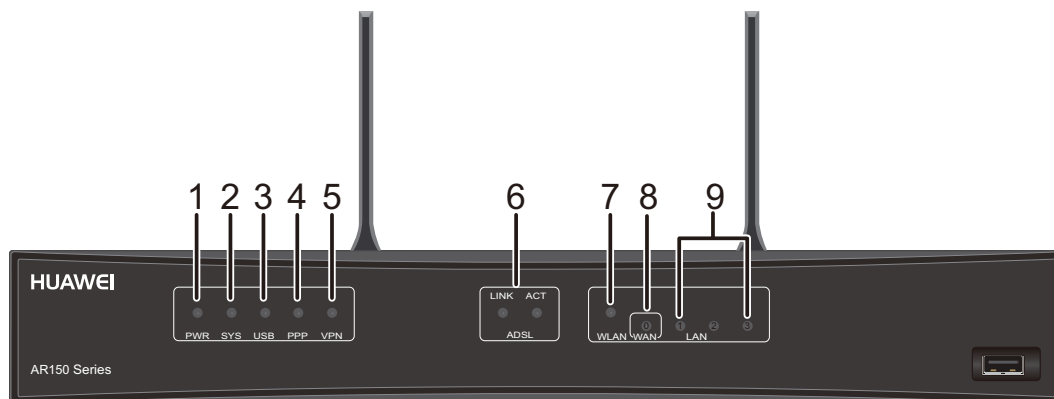 1 2 3 4 5 6 7 8 9
HUAWEI
LINK ACT
PWR SYS USB PPP VPN
ADSL
WLAN WAN LAN
0 1 2 3
AR150 Series